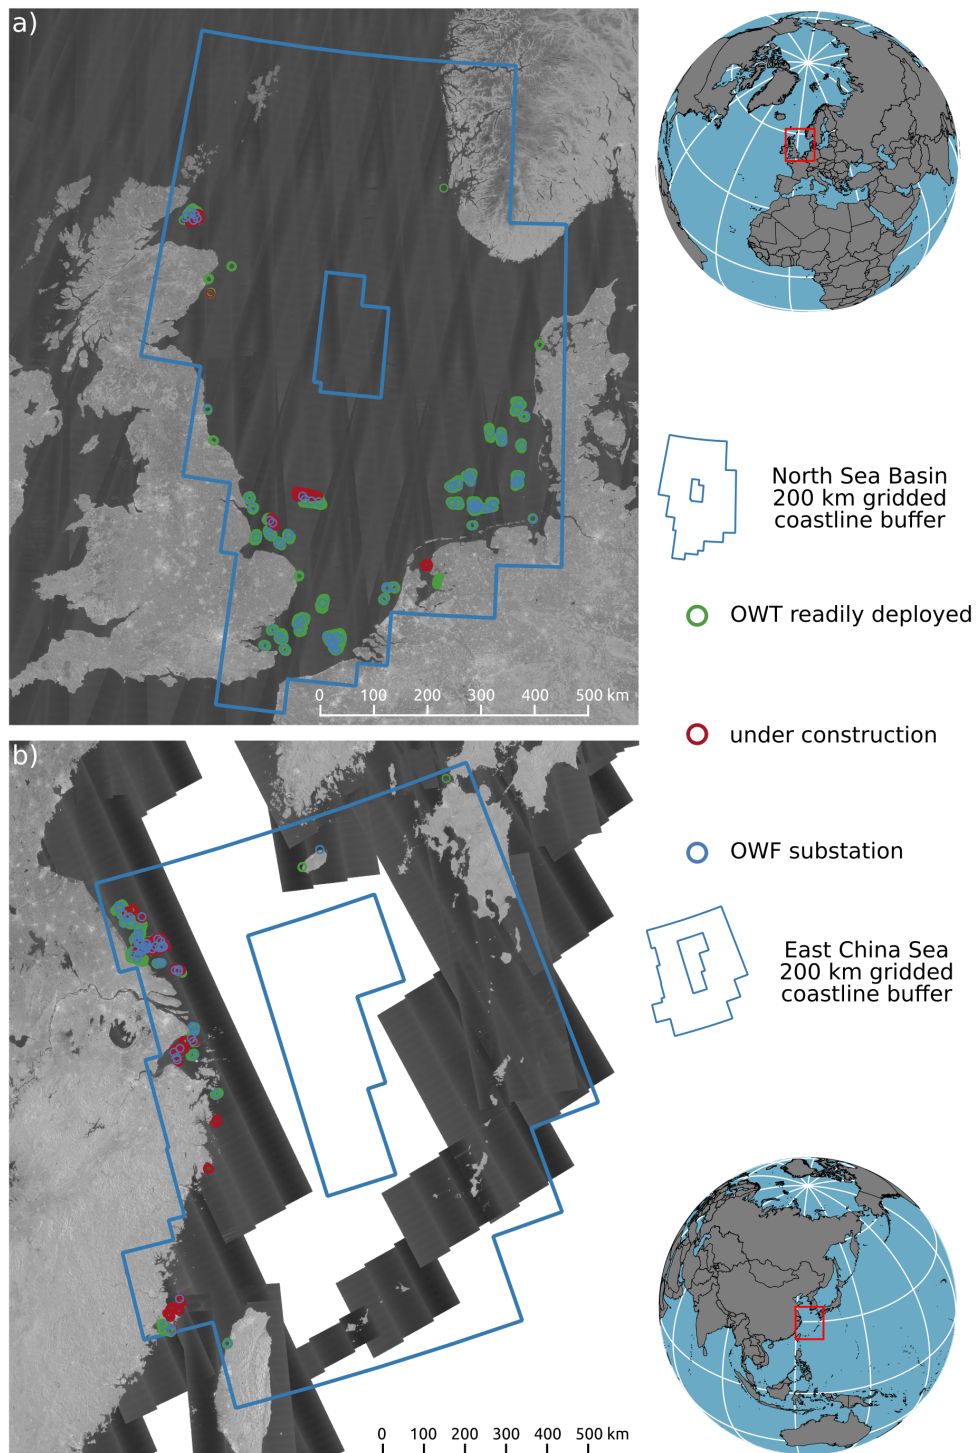 a)
0 100 200 300 400 500 km
North Sea Basin
200 km gridded
coastline buffer
OWT readily deployed
under construction
OWF substation
East China Sea
200 km gridded
coastline buffer
b)
0 100 200 300 400 500 km